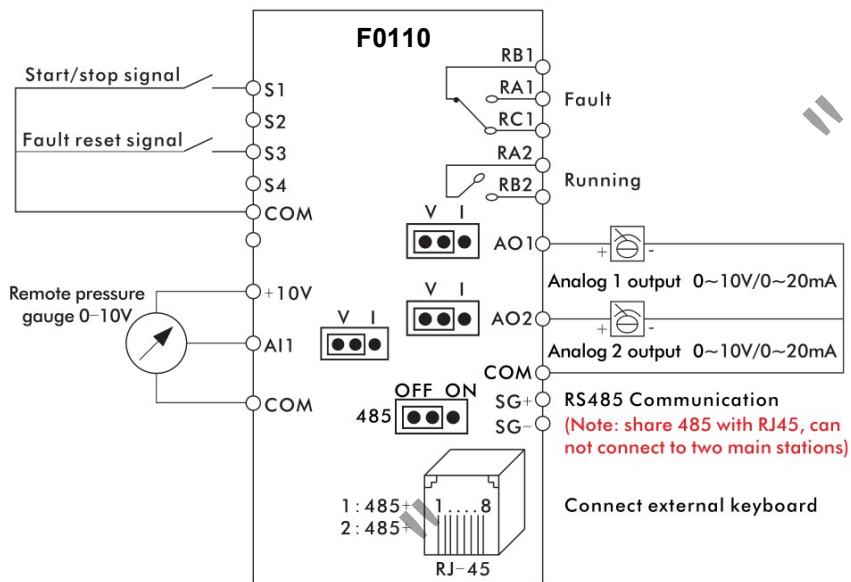 F0110
Start/stop signal
S1
S2
Fault reset signal
S3
S4
COM
Remote pressure
gauge 0-10V
+10V
AI1
COM
V I
RB1
RA1
RC1
Fault
RA2
RB2
Running
V I
AO1
+ -
Analog 1 output 0~10V/0~20mA
V I
AO2
+ -
Analog 2 output 0~10V/0~20mA
COM
OFF ON
485
SG+
SG-
RS485 Communication
(Note: share 485 with RJ45, can
not connect to two main stations)
1:485+
2:485+
1....8
RJ-45
Connect external keyboard